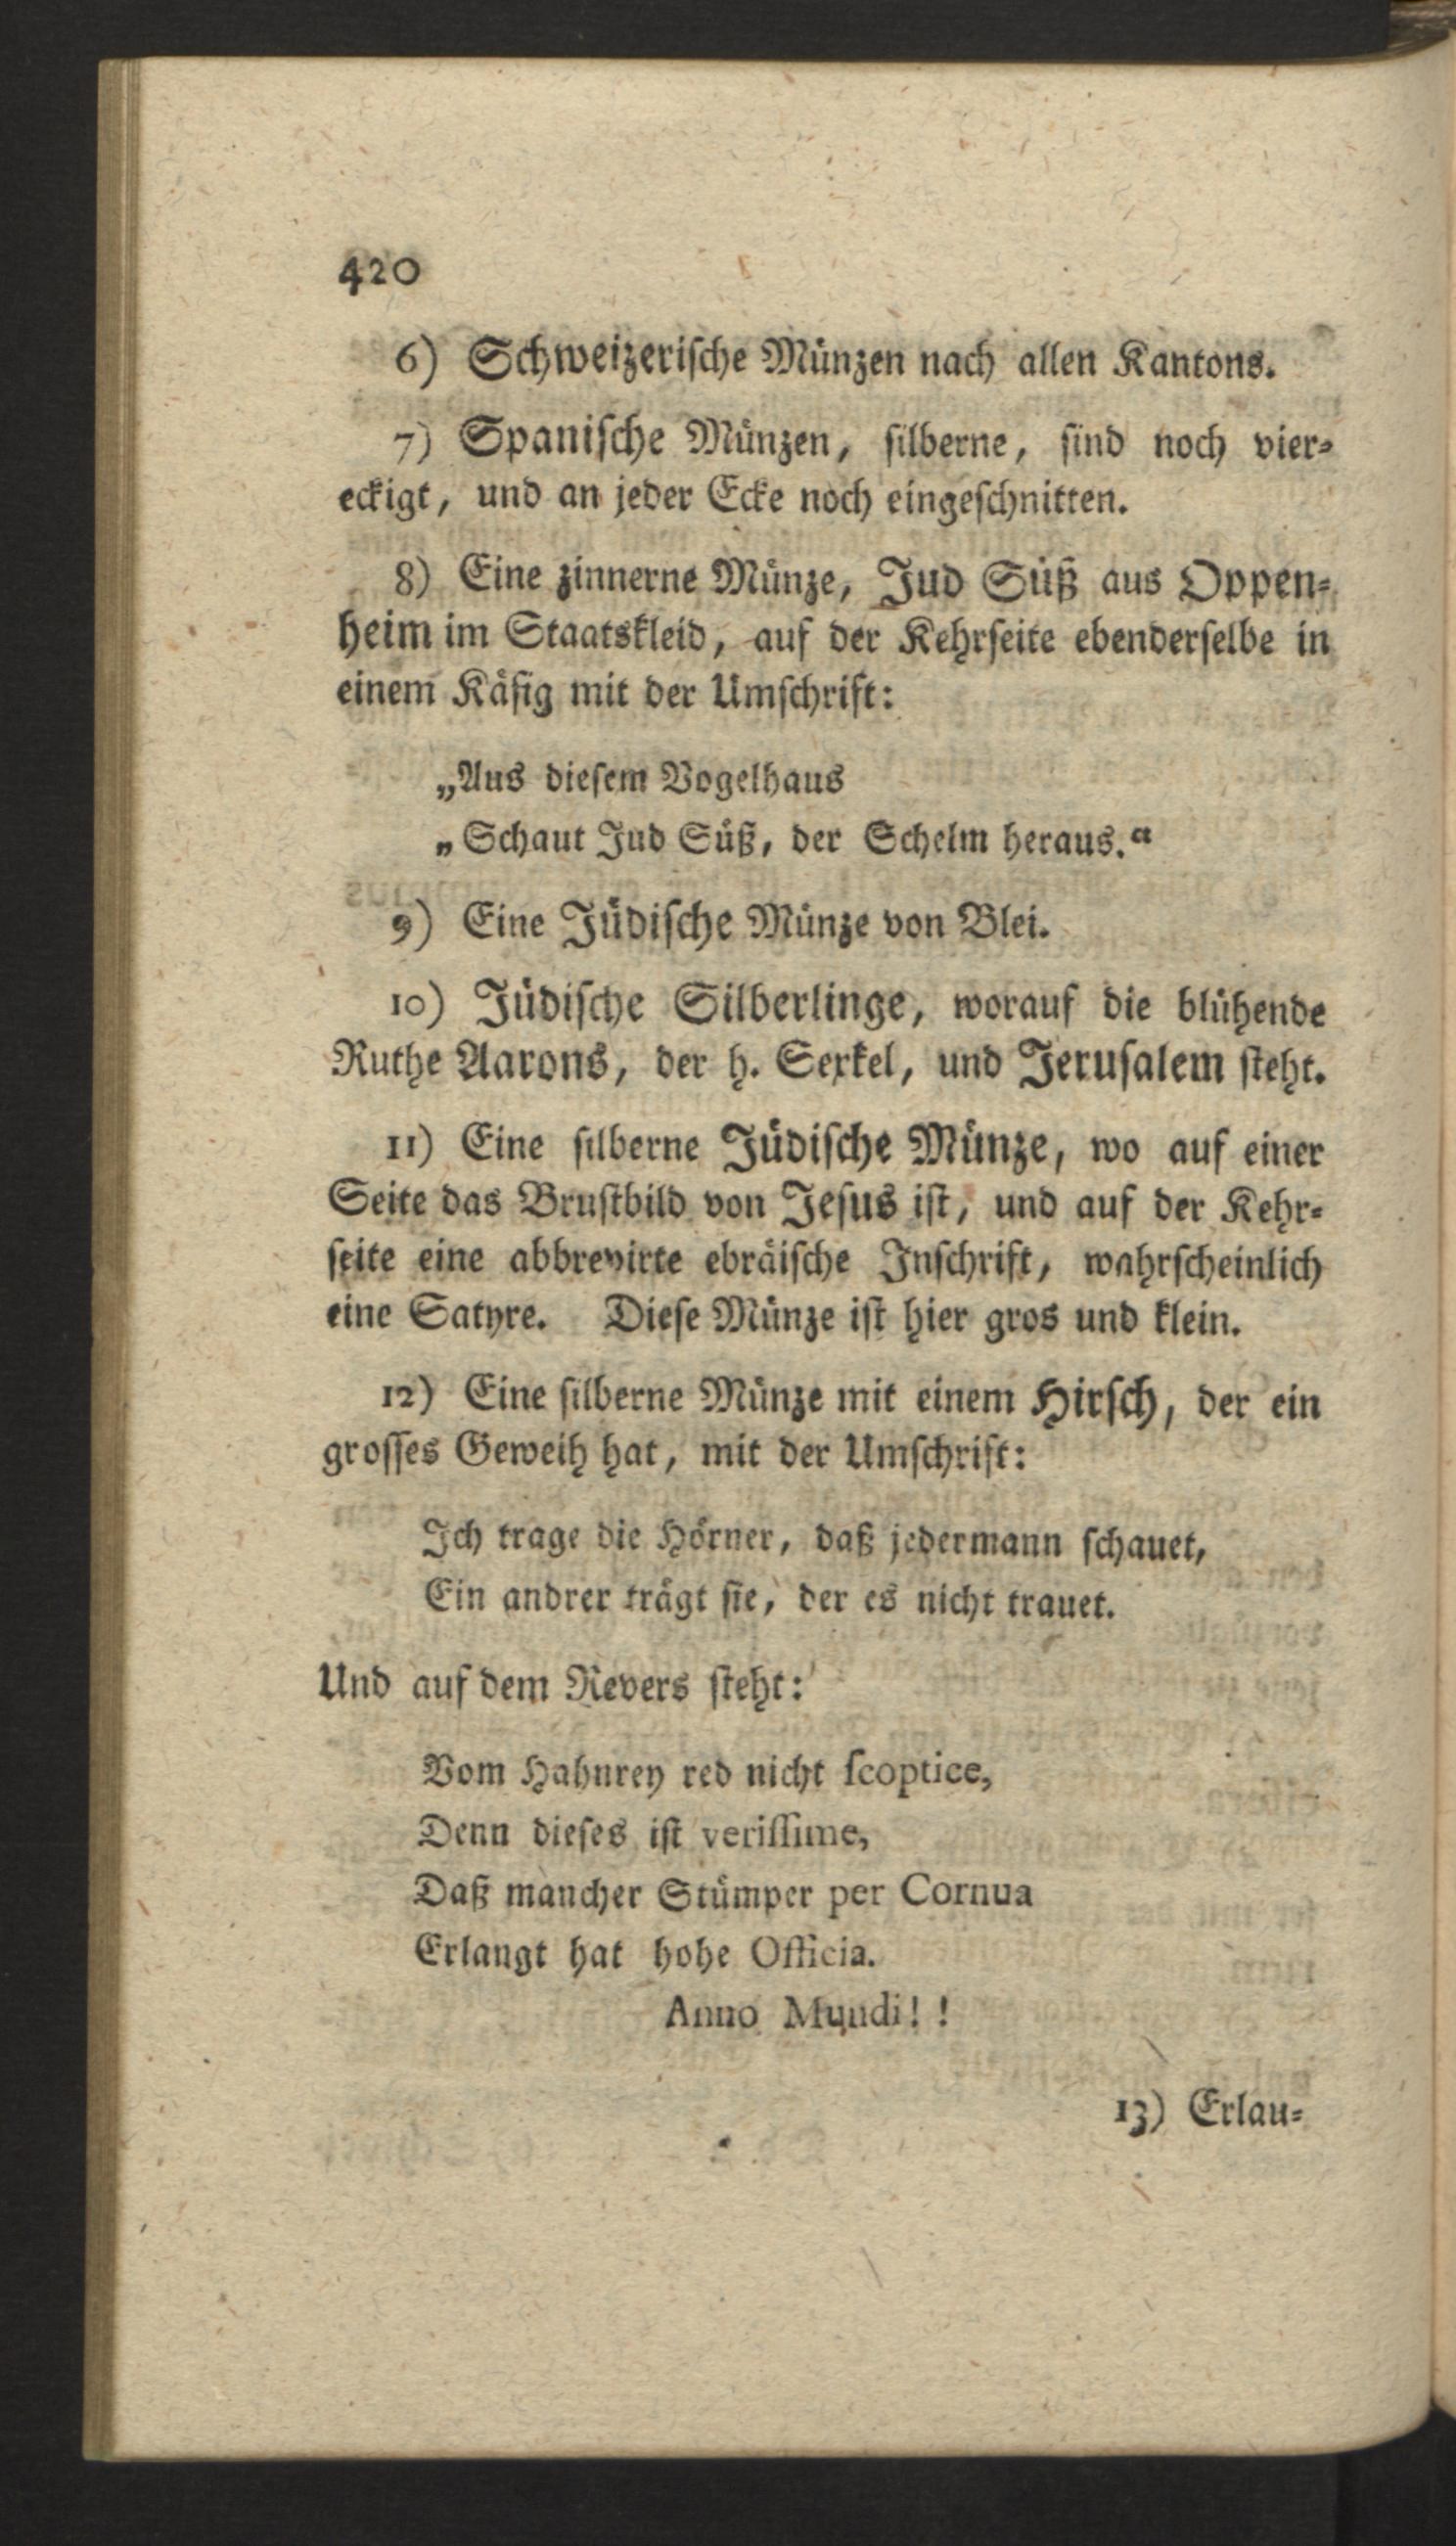 420
6) Schweizerische Münzen nach allen Kantons.
7) Spanische Münzen, silberne, sind noch vier-
eckigt, und an jeder Ecke noch eingeschnitten.
8) Eine zinnerne Münze, Jud Süß aus Oppen-
heim im Staatskleid, auf der Kehrseite ebenderselbe in
einem Käfig mit der Umschrift:
„Aus diesem Vogelhaus
„Schaut Jud Süß, der Schelm heraus.“
9) Eine Jüdische Münze von Blei.
10) Jüdische Silberlinge, worauf die blühende
Ruthe Aarons, der h. Serkel, und Jerusalem steht.
11) Eine silberne Jüdische Münze, wo auf einer
Seite das Brustbild von Jesus ist, und auf der Kehr-
seite eine abbrevirte ebräische Inschrift, wahrscheinlich
eine Satyre. Diese Münze ist hier gros und klein.
12) Eine silberne Münze mit einem Hirsch, der ein
grosses Geweih hat, mit der Umschrift:
Ich trage die Hörner, daß jedermann schauet,
Ein andrer trägt sie, der es nicht trauet.
Und auf dem Revers steht:
Vom Hahnrey red nicht scoptice,
Denn dieses ist verissime,
Daß mancher Stümper per Cornua
Erlangt hat hohe Officia.
Anno Mundi! !
13) Erlau-